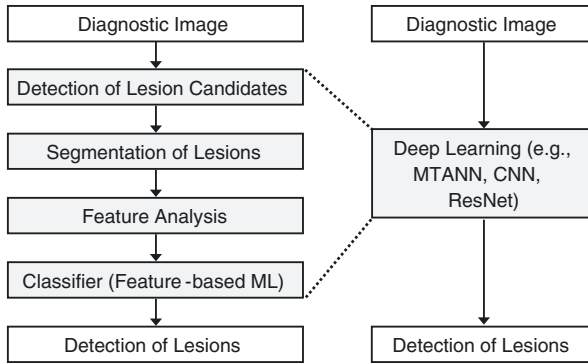 Diagnostic Image
Detection of Lesion Candidates
Segmentation of Lesions
Feature Analysis
Classifier (Feature-based ML)
Detection of Lesions
Diagnostic Image
Deep Learning (e.g.,
MTANN, CNN,
ResNet)
Detection of Lesions